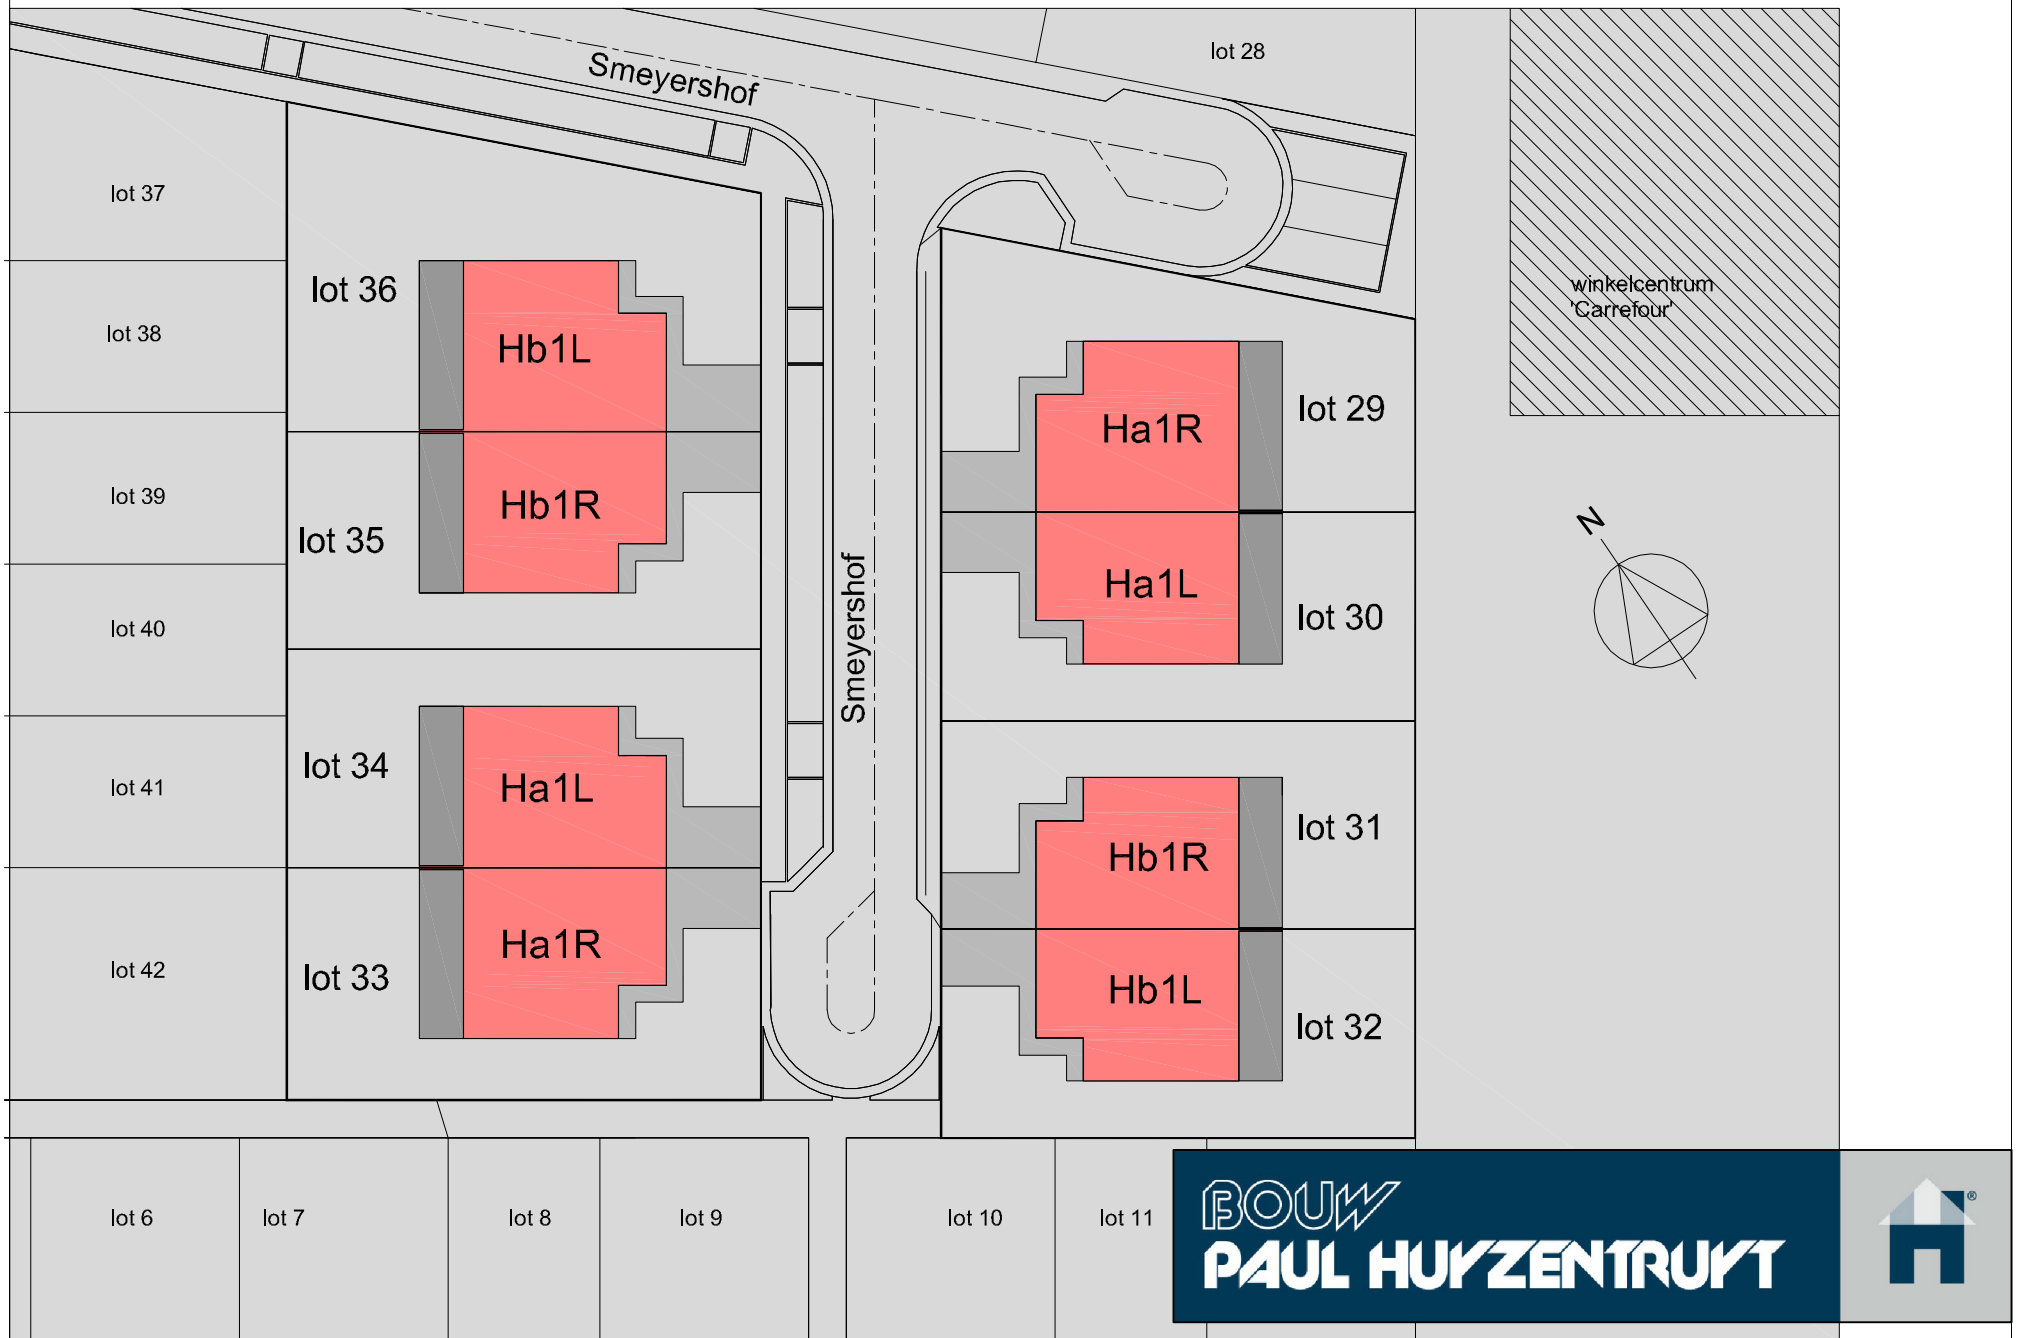 lot 28
Smeyershof
lot 37
lot 36
winkelcentrum
'Carrefour'
lot 38
Hb1L
Ha1R
lot 29
lot 39
Hb1R
lot 35
N
Smeyershof
Ha1L
lot 30
lot 40
lot 34
Ha1L
lot 41
lot 31
Hb1R
Ha1R
lot 42
lot 33
Hb1L
lot 32
lot 6
lot 7
lot 8
lot 9
lot 10
lot 11
BOUW
PAUL HUYZENTRUYT
®